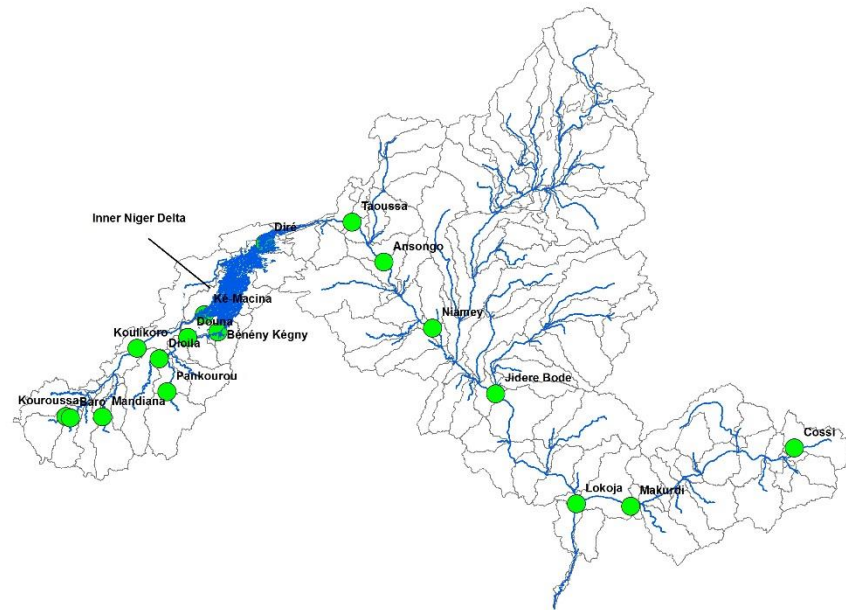 Taoussa
Inner Niger Delta
Diré
Ansongo
Ké-Macina
Niamey
Douna
Koulikoro
Bénény Kégny
Dioila
Pankourou
Jidere Bode
Kouroussa
Baro
Mandiana
Cossi
Lokoja
Makurdi